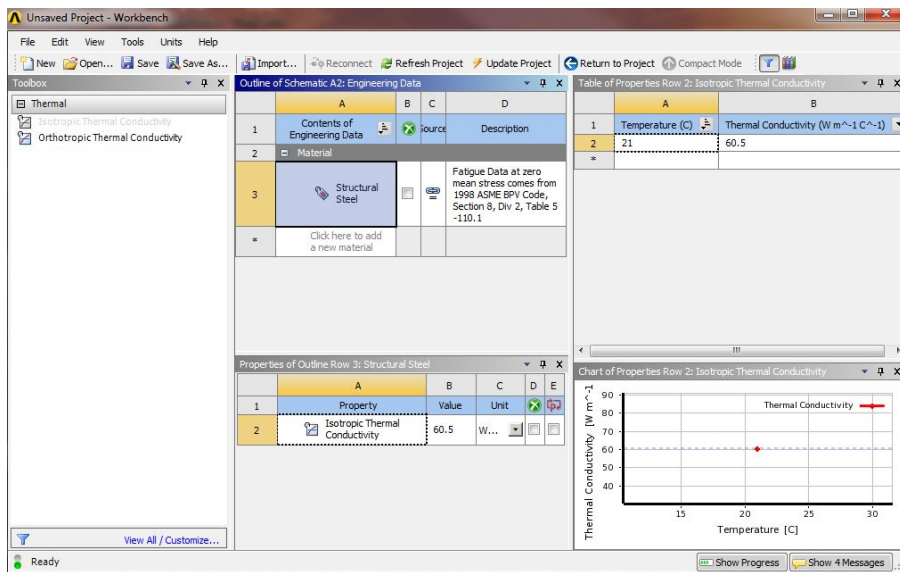 Unsaved Project - Workbench
File Edit View Tools Units Help
New Open... Save Save As... Import... Reconnect Refresh Project Update Project Return to Project Compact Mode
Toolbox
Thermal
Isotropic Thermal Conductivity
Orthotropic Thermal Conductivity
View All / Customize...
Outline of Schematic A2: Engineering Data
A B C D
1 Contents of
Engineering Data Source Description
2 Material
3 Structural
Steel
Fatigue Data at zero
mean stress comes from
1998 ASME BPV Code,
Section 8, Div 2, Table 5
-110.1
* Click here to add
a new material
Properties of Outline Row 3: Structural Steel
A B C D E
1 Property Value Unit
2 Isotropic Thermal
Conductivity 60.5 W...
Table of Properties Row 2: Isotropic Thermal Conductivity
A B
1 Temperature (C) Thermal Conductivity (W m^-1 C^-1)
2 21 60.5
*
Chart of Properties Row 2: Isotropic Thermal Conductivity
Thermal Conductivity [W m^-1
90
80
70
60
50
40
Thermal Conductivity
15 20 25 30
Temperature [C]
Ready
Show Progress Show 4 Messages